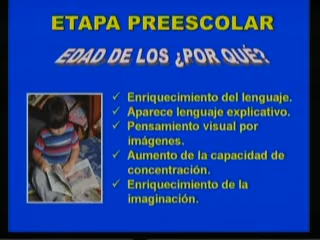 ETAPA PREESCOLAR
EDAD DE LOS ¿POR QUÉ?
✓ Enriquecimiento del lenguaje.
✓ Aparece lenguaje explicativo.
✓ Pensamiento visual por
imágenes.
✓ Aumento de la capacidad de
concentración.
✓ Enriquecimiento de la
imaginación.